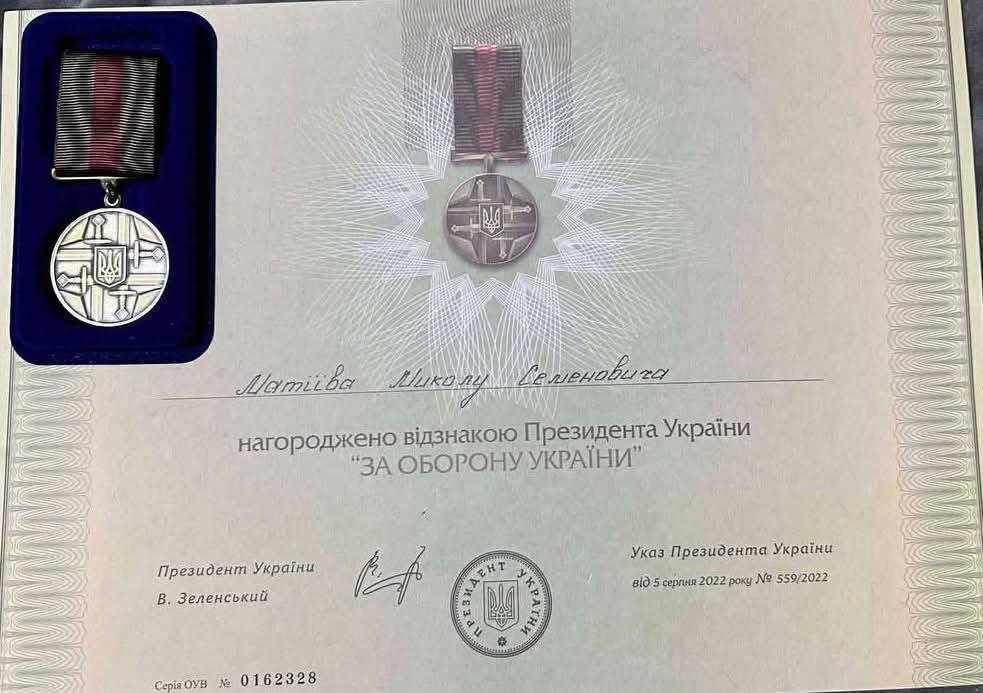 Матіїва Миколу Семеновича
нагороджено відзнакою Президента України
“ЗА ОБОРОНУ УКРАЇНИ”
Президент України
В. Зеленський
ПРЕЗИДЕНТ УКРАЇНИ
Указ Президента України
від 5 серпня 2022 року № 559/2022
Серія ОУВ № 0162328